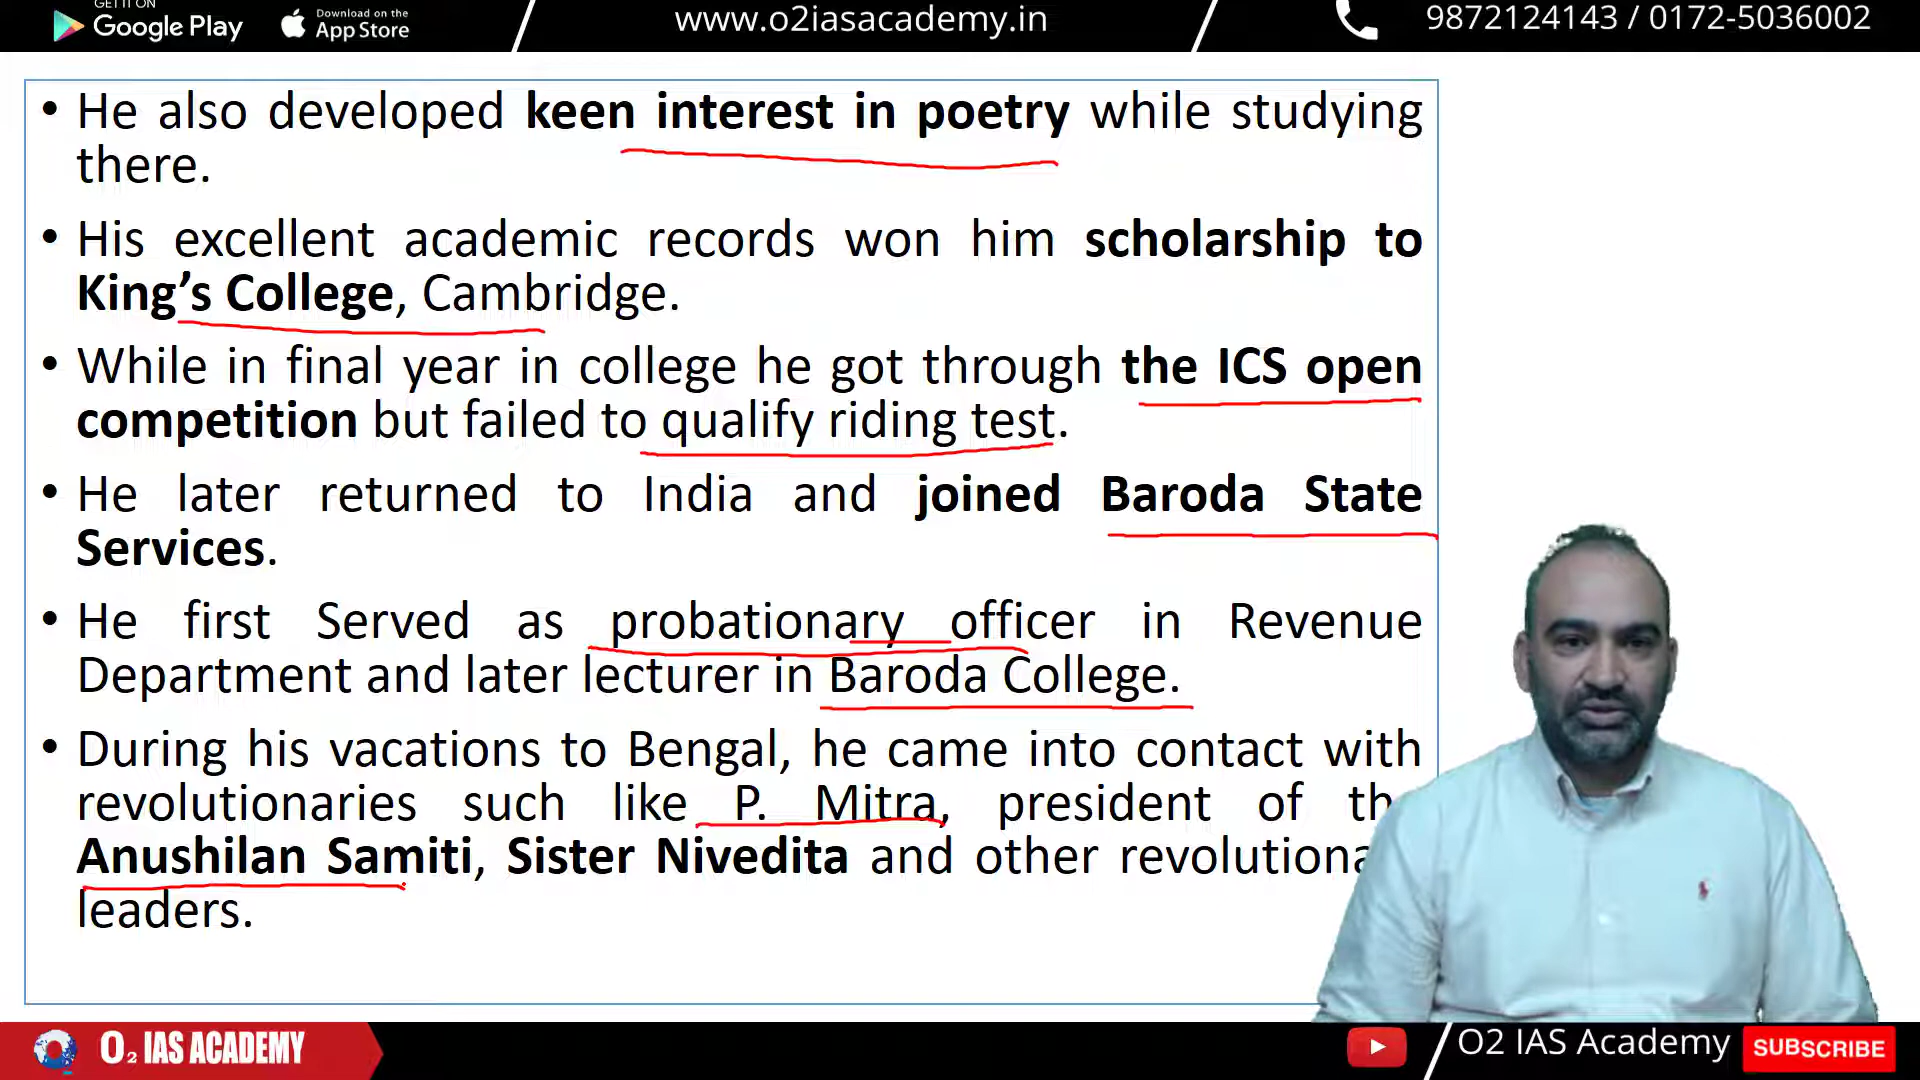 GET IT ON
Google Play
Download on the
App Store
www.o2iasacademy.in
9872124143 / 0172-5036002
• He also developed keen interest in poetry while studying
there.
• His excellent academic records won him scholarship to
King’s College, Cambridge.
• While in final year in college he got through the ICS open
competition but failed to qualify riding test.
• He later returned to India and joined Baroda State
Services.
• He first Served as probationary officer in Revenue
Department and later lecturer in Baroda College.
• During his vacations to Bengal, he came into contact with
revolutionaries such like P. Mitra, president of th
Anushilan Samiti, Sister Nivedita and other revolutiona
leaders.
O2 IAS ACADEMY
O2 IAS Academy
SUBSCRIBE